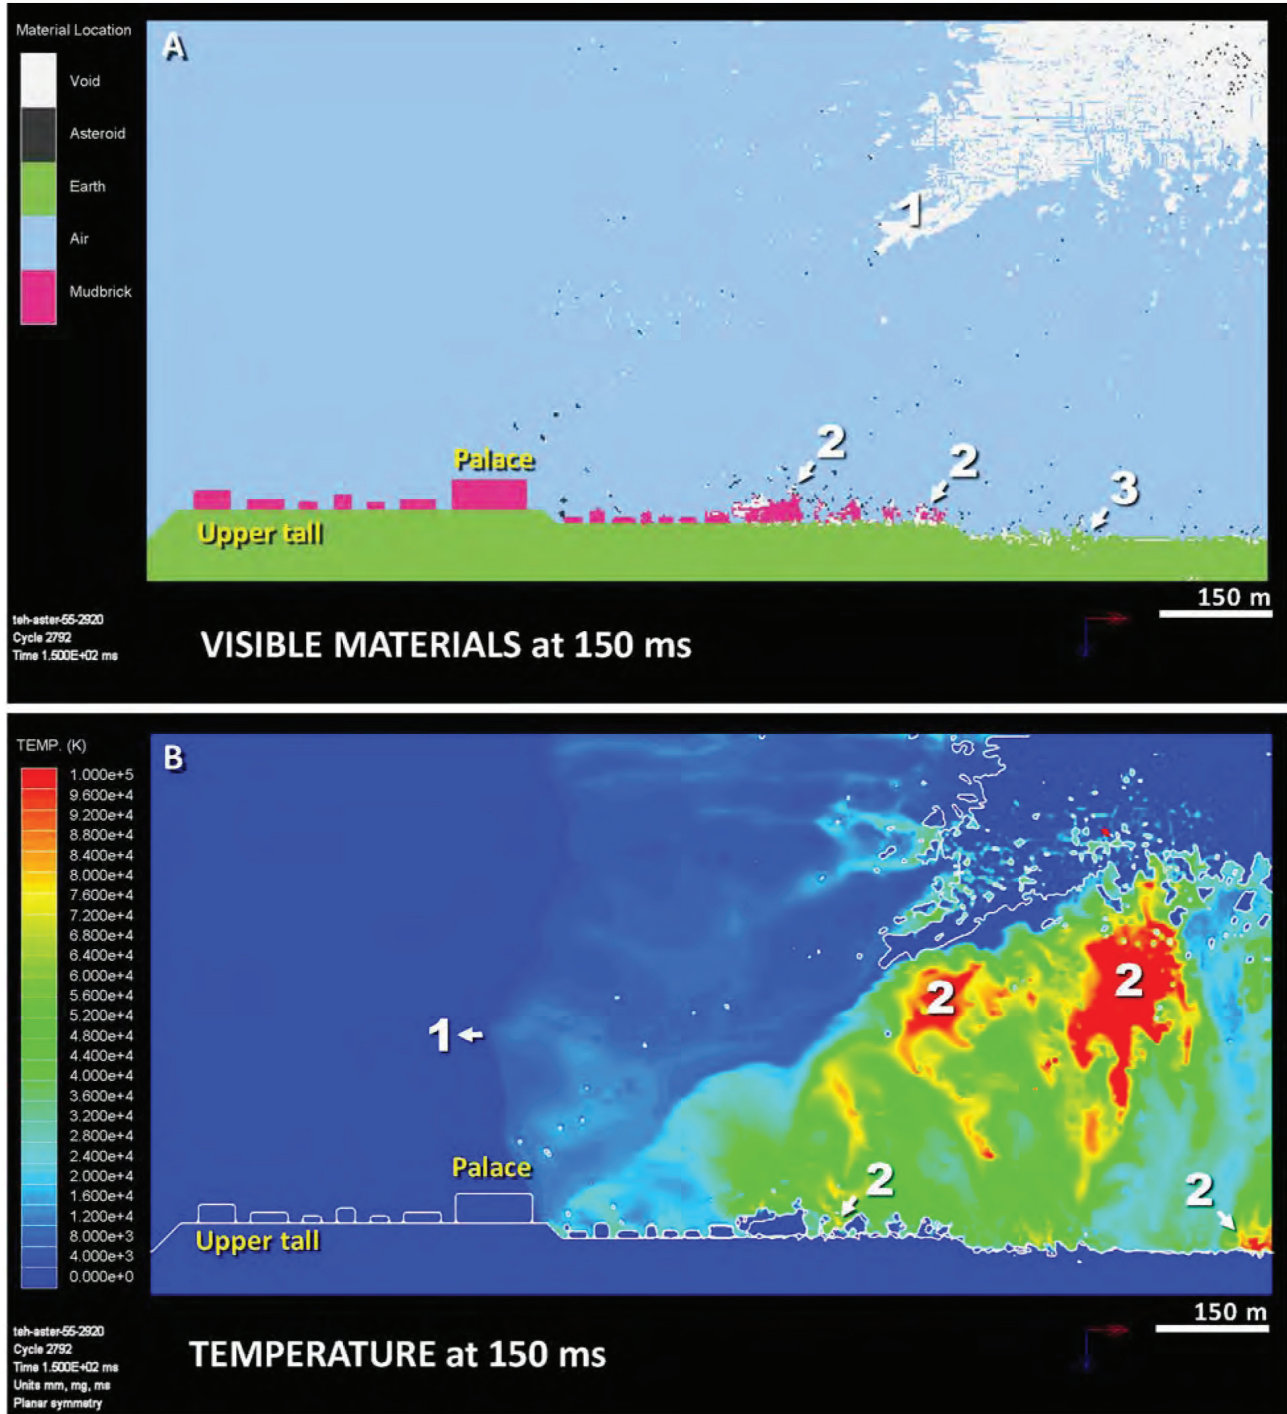 Material Location
Void
Asteroid
Earth
Air
Mudbrick
A
1
2
2
3
Palace
Upper tall
150 m
teh-aster-55-2920
Cycle 2792
Time 1.500E+02 ms
VISIBLE MATERIALS at 150 ms
TEMP. (K)
1.000e+5
9.600e+4
9.200e+4
8.800e+4
8.400e+4
8.000e+4
7.600e+4
7.200e+4
6.800e+4
6.400e+4
6.000e+4
5.600e+4
5.200e+4
4.800e+4
4.400e+4
4.000e+4
3.600e+4
3.200e+4
2.800e+4
2.400e+4
2.000e+4
1.600e+4
1.200e+4
8.000e+3
4.000e+3
0.000e+0
B
2
2
1
2
2
Palace
Upper tall
150 m
teh-aster-55-2920
Cycle 2792
Time 1.500E+02 ms
Units mm, mg, ms
Planar symmetry
TEMPERATURE at 150 ms